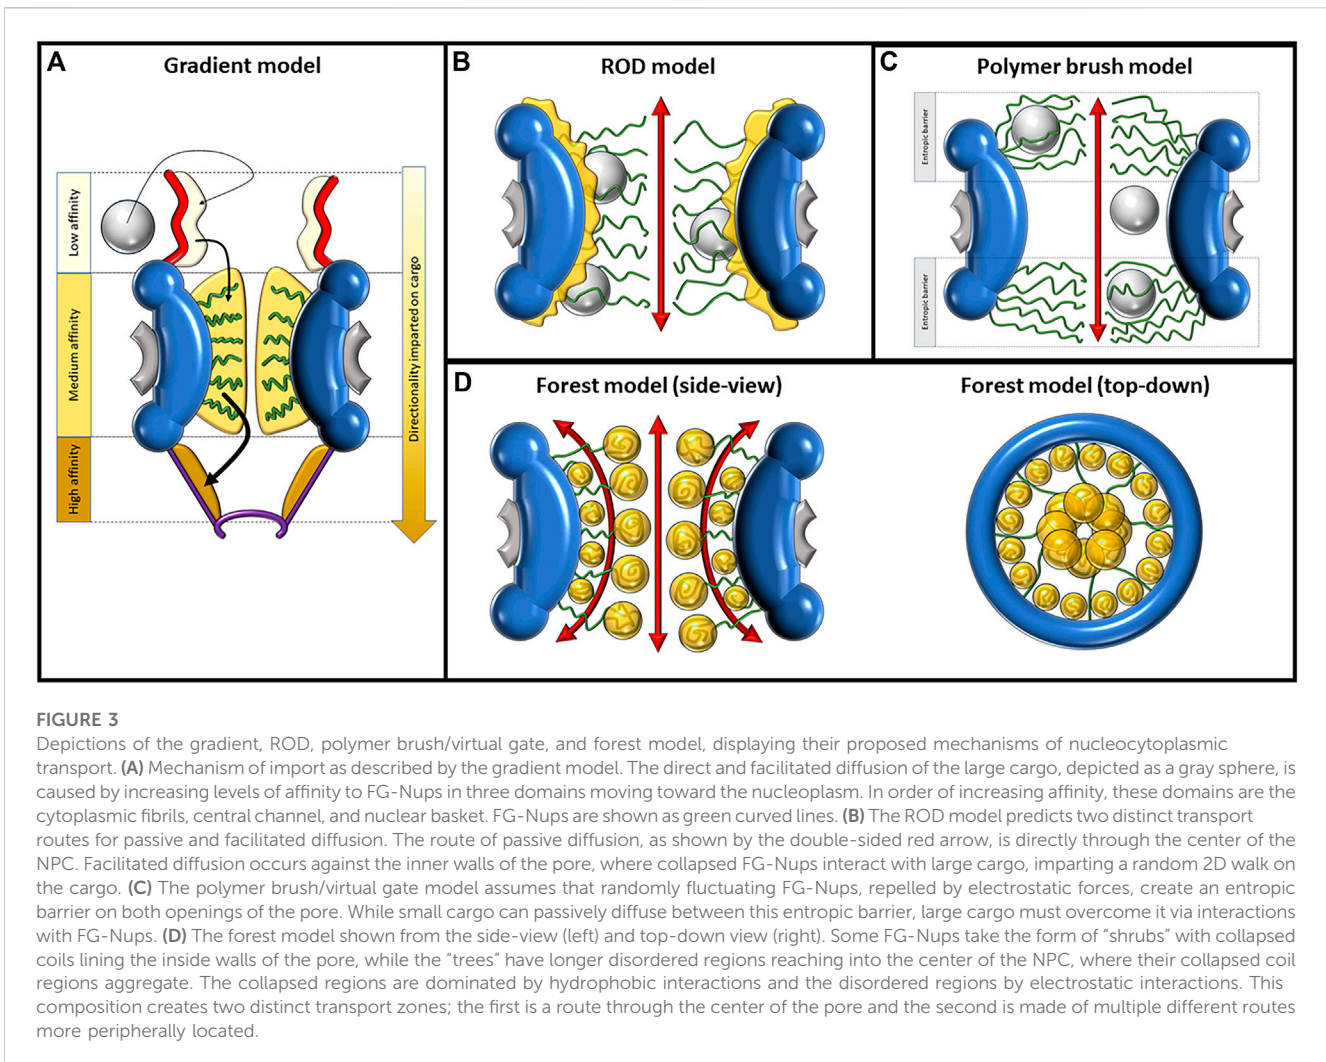 A
Gradient model
Low affinity
Medium affinity
High affinity
Directionality imparted on cargo
B
ROD model
C
Polymer brush model
Entropic barrier
Entropic barrier
D
Forest model (side-view)
Forest model (top-down)
FIGURE 3
Depictions of the gradient, ROD, polymer brush/virtual gate, and forest model, displaying their proposed mechanisms of nucleocytoplasmic
transport. (A) Mechanism of import as described by the gradient model. The direct and facilitated diffusion of the large cargo, depicted as a gray sphere, is
caused by increasing levels of affinity to FG-Nups in three domains moving toward the nucleoplasm. In order of increasing affinity, these domains are the
cytoplasmic fibrils, central channel, and nuclear basket. FG-Nups are shown as green curved lines. (B) The ROD model predicts two distinct transport
routes for passive and facilitated diffusion. The route of passive diffusion, as shown by the double-sided red arrow, is directly through the center of the
NPC. Facilitated diffusion occurs against the inner walls of the pore, where collapsed FG-Nups interact with large cargo, imparting a random 2D walk on
the cargo. (C) The polymer brush/virtual gate model assumes that randomly fluctuating FG-Nups, repelled by electrostatic forces, create an entropic
barrier on both openings of the pore. While small cargo can passively diffuse between this entropic barrier, large cargo must overcome it via interactions
with FG-Nups. (D) The forest model shown from the side-view (left) and top-down view (right). Some FG-Nups take the form of "shrubs" with collapsed
coils lining the inside walls of the pore, while the "trees" have longer disordered regions reaching into the center of the NPC, where their collapsed coil
regions aggregate. The collapsed regions are dominated by hydrophobic interactions and the disordered regions by electrostatic interactions. This
composition creates two distinct transport zones; the first is a route through the center of the pore and the second is made of multiple different routes
more peripherally located.